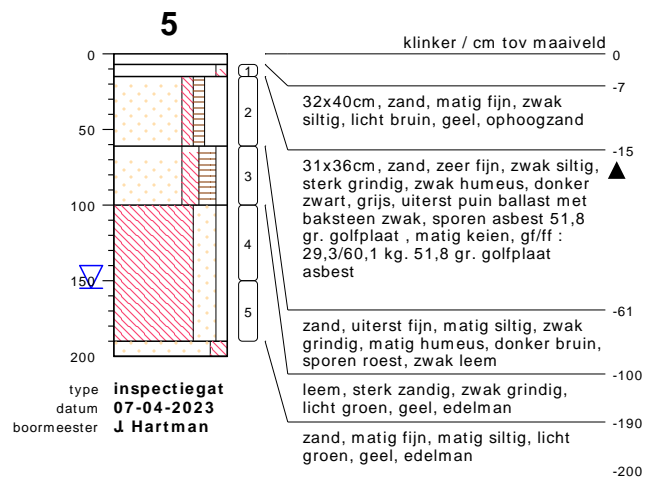 5
klinker / cm tov maaiveld
0
0
-7
1
32x40cm, zand, matig fijn, zwak
siltig, licht bruin, geel, ophoogzand
2
50
-15
31x36cm, zand, zeer fijn, zwak siltig,
sterk grindig, zwak humeus, donker
zwart, grijs, uiterst puin ballast met
baksteen zwak, sporen asbest 51,8
gr. golfplaat , matig keien, gf/ff :
29,3/60,1 kg. 51,8 gr. golfplaat
asbest
3
100
4
150
5
-61
zand, uiterst fijn, matig siltig, zwak
grindig, matig humeus, donker bruin,
sporen roest, zwak leem
200
-100
type inspectiegat
datum 07-04-2023
boormeester J. Hartman
leem, sterk zandig, zwak grindig,
licht groen, geel, edelman
-190
zand, matig fijn, matig siltig, licht
groen, geel, edelman
-200